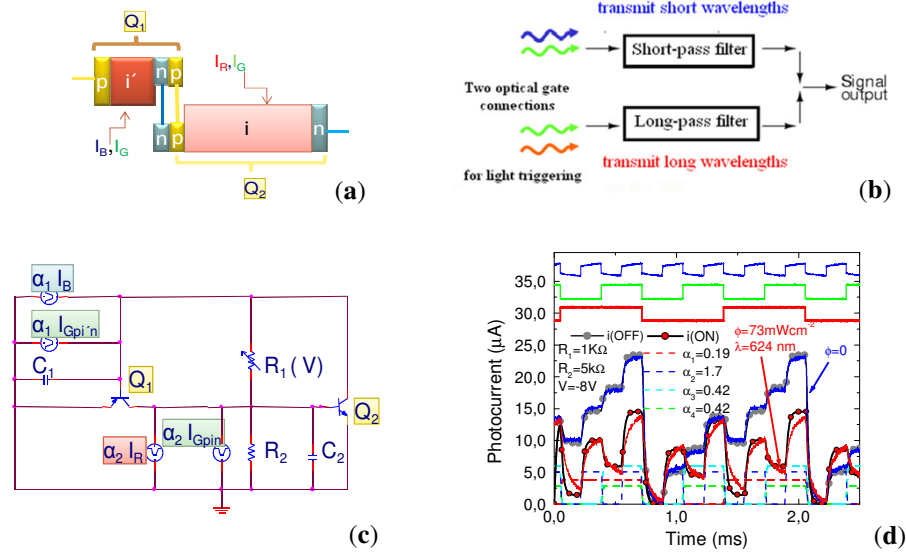 Q1
p i´ n p
n p i n
IR,IG
IB,IG
Q2
(a)
transmit short wavelengths
Short-pass filter
Two optical gate
connections
Signal
output
Long-pass filter
for light triggering
transmit long wavelengths
(b)
α1 IB
α1 IGpi´n
C1
Q1
R1 ( V)
Q2
α2 IR
α2 IGpin
R2
C2
(c)
35,0
30,0
25,0
20,0
15,0
10,0
5,0
0,0
Photocurrent (µA)
i(OFF) i(ON)
R1=1KΩ
R2=5kΩ
V=-8V
α1=0.19
α2=1.7
α3=0.42
α4=0.42
ϕ=73mWcm-2
λ=624 nm
ϕ=0
0,0 1,0 2,0
Time (ms)
(d)